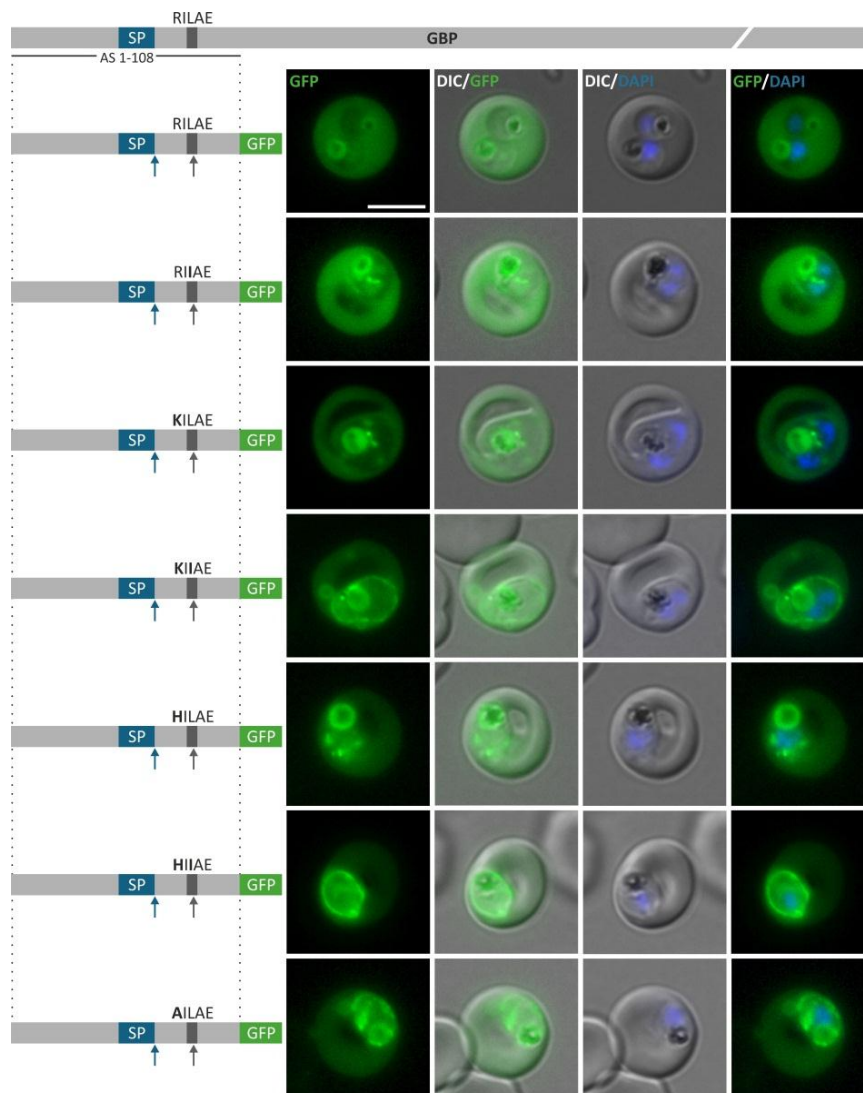 RILAE
SP GBP
AS 1-108
GFP DIC/GFP DIC/DAPI GFP/DAPI
RILAE
SP GFP
RIIAE
SP GFP
KILAE
SP GFP
KIIAE
SP GFP
HILAE
SP GFP
HIIAE
SP GFP
AILAE
SP GFP